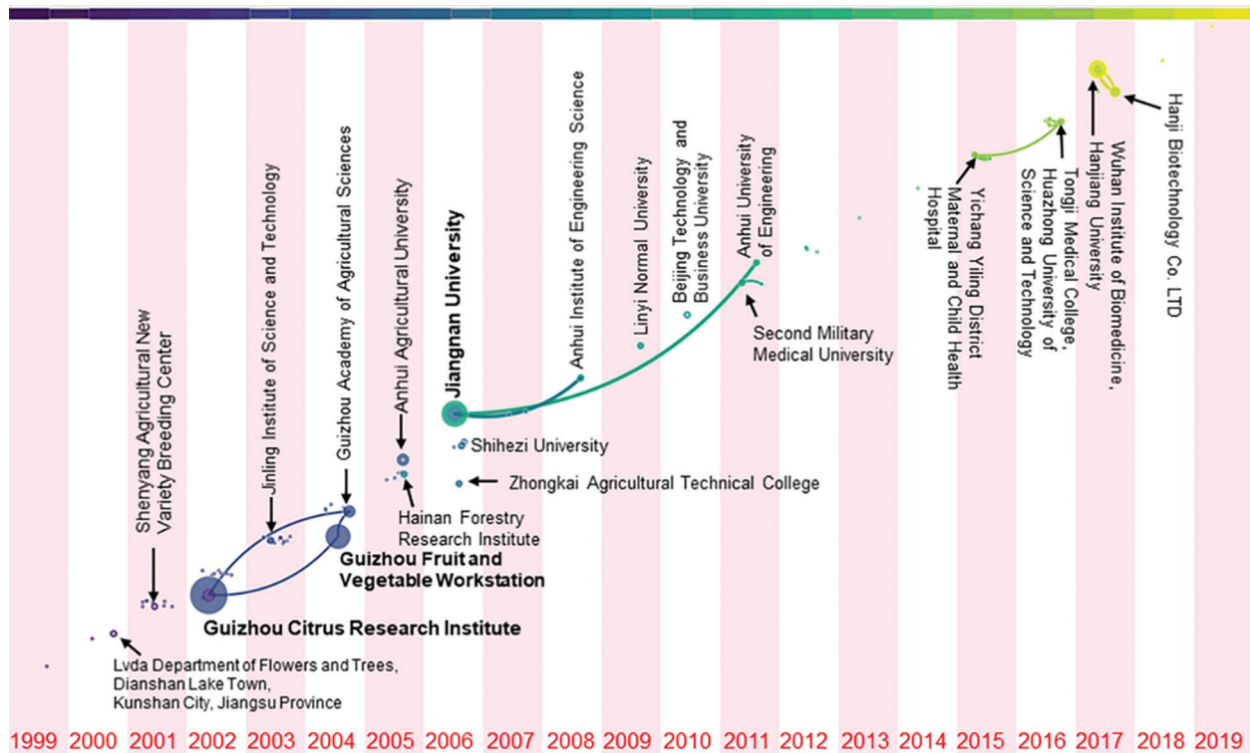 Shenyang Agricultural New
Variety Breeding Center
Jinling Institute of Science and Technology
Guizhou Academy of Agricultural Sciences
Anhui Agricultural University
Jiangnan University
Anhui Institute of Engineering Science
Linyi Normal University
Beijing Technology and
Business University
Anhui University
of Engineering
Second Military
Medical University
Yichang Yiling District
Maternal and Child Health
Hospital
Tongji Medical College,
Huazhong University of
Science and Technology
Wuhan Institute of Biomedicine,
Hanjiang University
Hanji Biotechnology Co. LTD
Shihezi University
Zhongkai Agricultural Technical College
Hainan Forestry
Research Institute
Guizhou Fruit and
Vegetable Workstation
Guizhou Citrus Research Institute
Lvda Department of Flowers and Trees,
Dianshan Lake Town,
Kunshan City, Jiangsu Province
1999 2000 2001 2002 2003 2004 2005 2006 2007 2008 2009 2010 2011 2012 2013 2014 2015 2016 2017 2018 2019